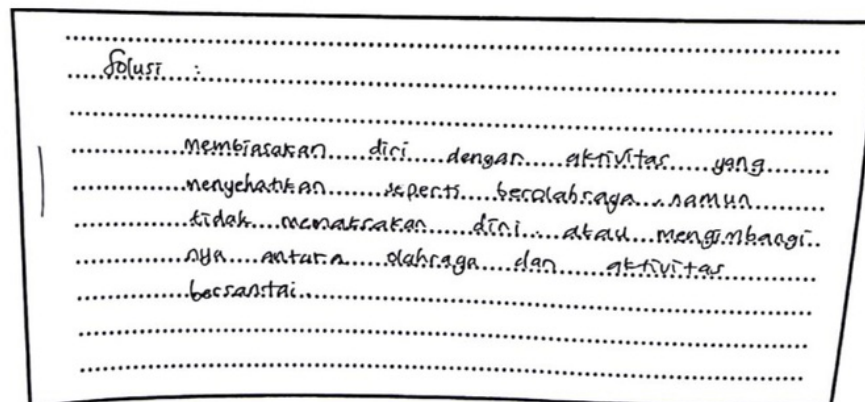 Solusi :
membiasakan diri dengan aktivitas yang
menyehatkan seperti berolahraga. namun
tidak memaksakan diri. atau mengimbangi
nya antara olahraga dan aktivitas
bersantai.